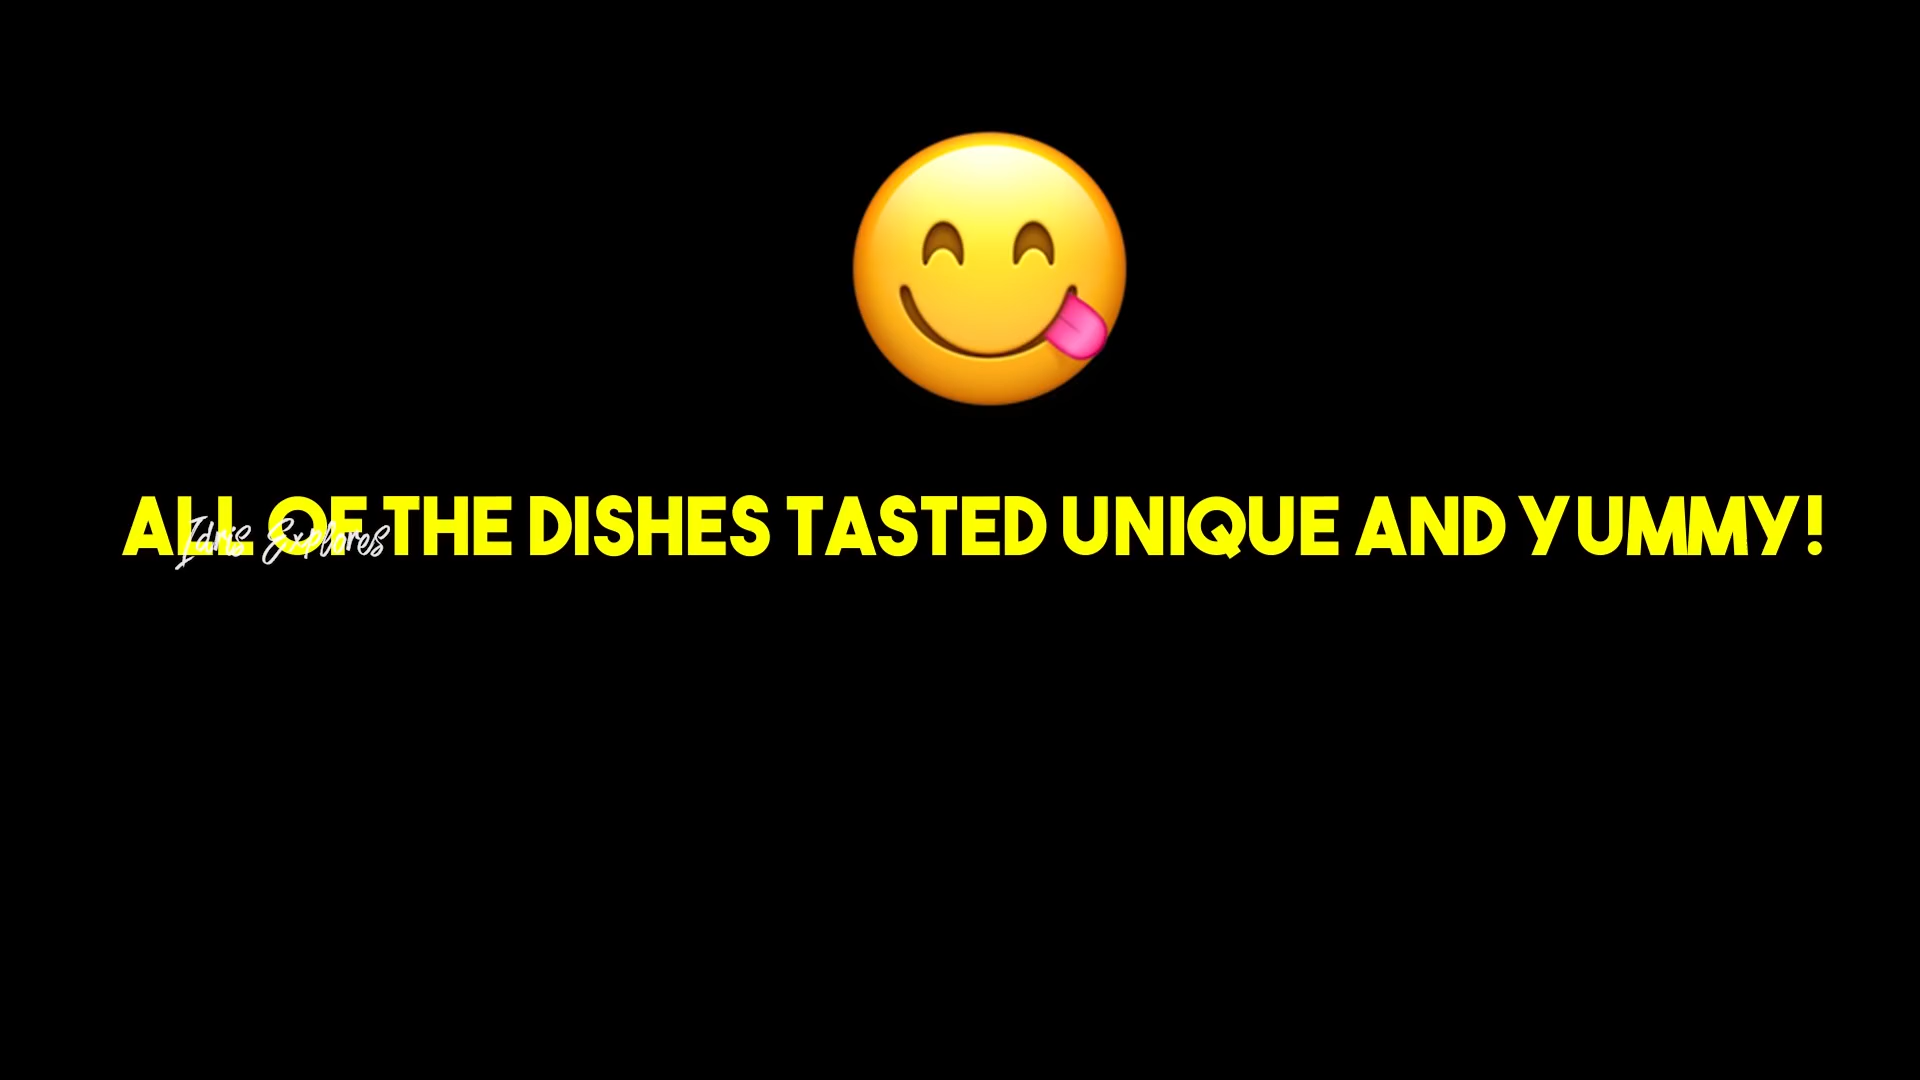 ALL OF THE DISHES TASTED UNIQUE AND YUMMY!
Idris Explores